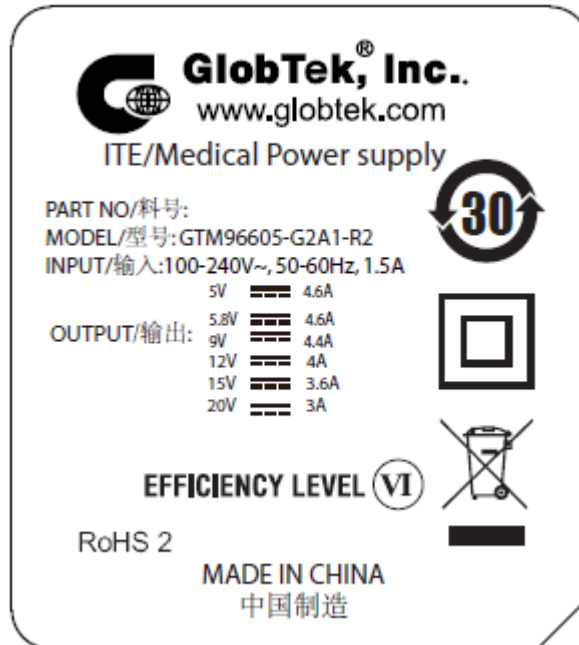 GlobTek,® Inc.
www.globtek.com
ITE/Medical Power supply
PART NO/料号:
MODEL/型号: GTM96605-G2A1-R2
INPUT/输入:100-240V~, 50-60Hz, 1.5A
OUTPUT/输出:
5V 4.6A
5.8V 4.6A
9V 4.4A
12V 4A
15V 3.6A
20V 3A
30
EFFICIENCY LEVEL VI
RoHS 2
MADE IN CHINA
中国制造